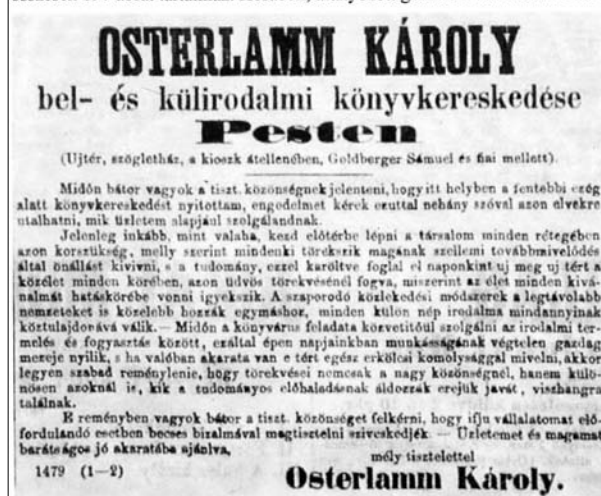 OSTERLAMM KÁROLY
bel- és külirodalmi könyvkereskedése
Pesten
(Ujtér, szögletház, a kioszk átellenében, Goldberger Sámuel és fiai mellett).
Midőn bátor vagyok a tiszt. közönségnek jelenteni, hogy itt helyben a fentebbi czég
alatt könyvkereskedést nyitottam, engedelmet kérek ezuttal nehány szóval azon elvekre
utalhatni, mik üzletem alapjául szolgálandnak.
Jelenleg inkább, mint valaha, kezd előtérbe lépni a társalom minden rétegében
azon korszükség, melly szerint mindenki törekszik magának szellemi továbbmivelődés
által önállást kivivni, s a tudomány, ezzel karöltve foglal el naponkint uj meg uj tért a
közélet minden körében, azon üdvös törekvésénél fogva, miszerint az élet minden kivá-
nalmát hatáskörébe vonni igyekszik. A szaporodó közlekedési módszerek a legtávolabb
nemzeteket is közelebb hozzák egymáshoz, minden külön nép irodalma mindannyinak
köztulajdonává válik. — Midőn a könyvárus feladata közvetitőül szolgálni az irodalmi ter-
melés és fogyasztás között, ezáltal épen napjainkban munkásságának végtelen gazdag
mezeje nyilik, s ha valóban akarata van e tért egész erkölcsi komolysággal mivelni, akkor
legyen szabad reménylenie, hogy törekvései nemcsak a nagy közönségnél, hanem külö-
nösen azoknál is, kik a tudományos előhaladásnak áldozzák erejük javát, viszhangra
találnak.
E reményben vagyok bátor a tiszt. közönséget felkérni, hogy ifju vállalatomat elő-
fordulandó esetben becses bizalmával megtisztelni sziveskedjék — Üzletemet és magamat
barátságos jó akaratába ajánlva,
mély tisztelettel
1479 (1—2)
Osterlamm Károly.